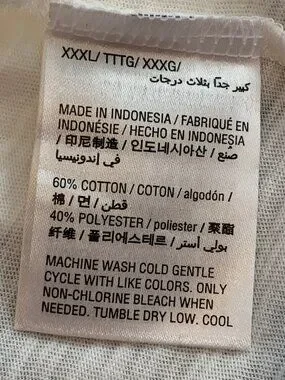 XXXL/ TTTG/ XXXG/
كبير جدًا بثلاث درجات
MADE IN INDONESIA / FABRIQUÉ EN
INDONÉSIE / HECHO EN INDONESIA
/ 印尼制造 / 인도네시아산 / صُنع
في إندونيسيا
60% COTTON / COTON / algodón /
棉 / 면 / قطن
40% POLYESTER / poliester / 聚酯
纤维 / 폴리에스테르 / بولي أستر
MACHINE WASH COLD GENTLE
CYCLE WITH LIKE COLORS. ONLY
NON-CHLORINE BLEACH WHEN
NEEDED. TUMBLE DRY LOW. COOL